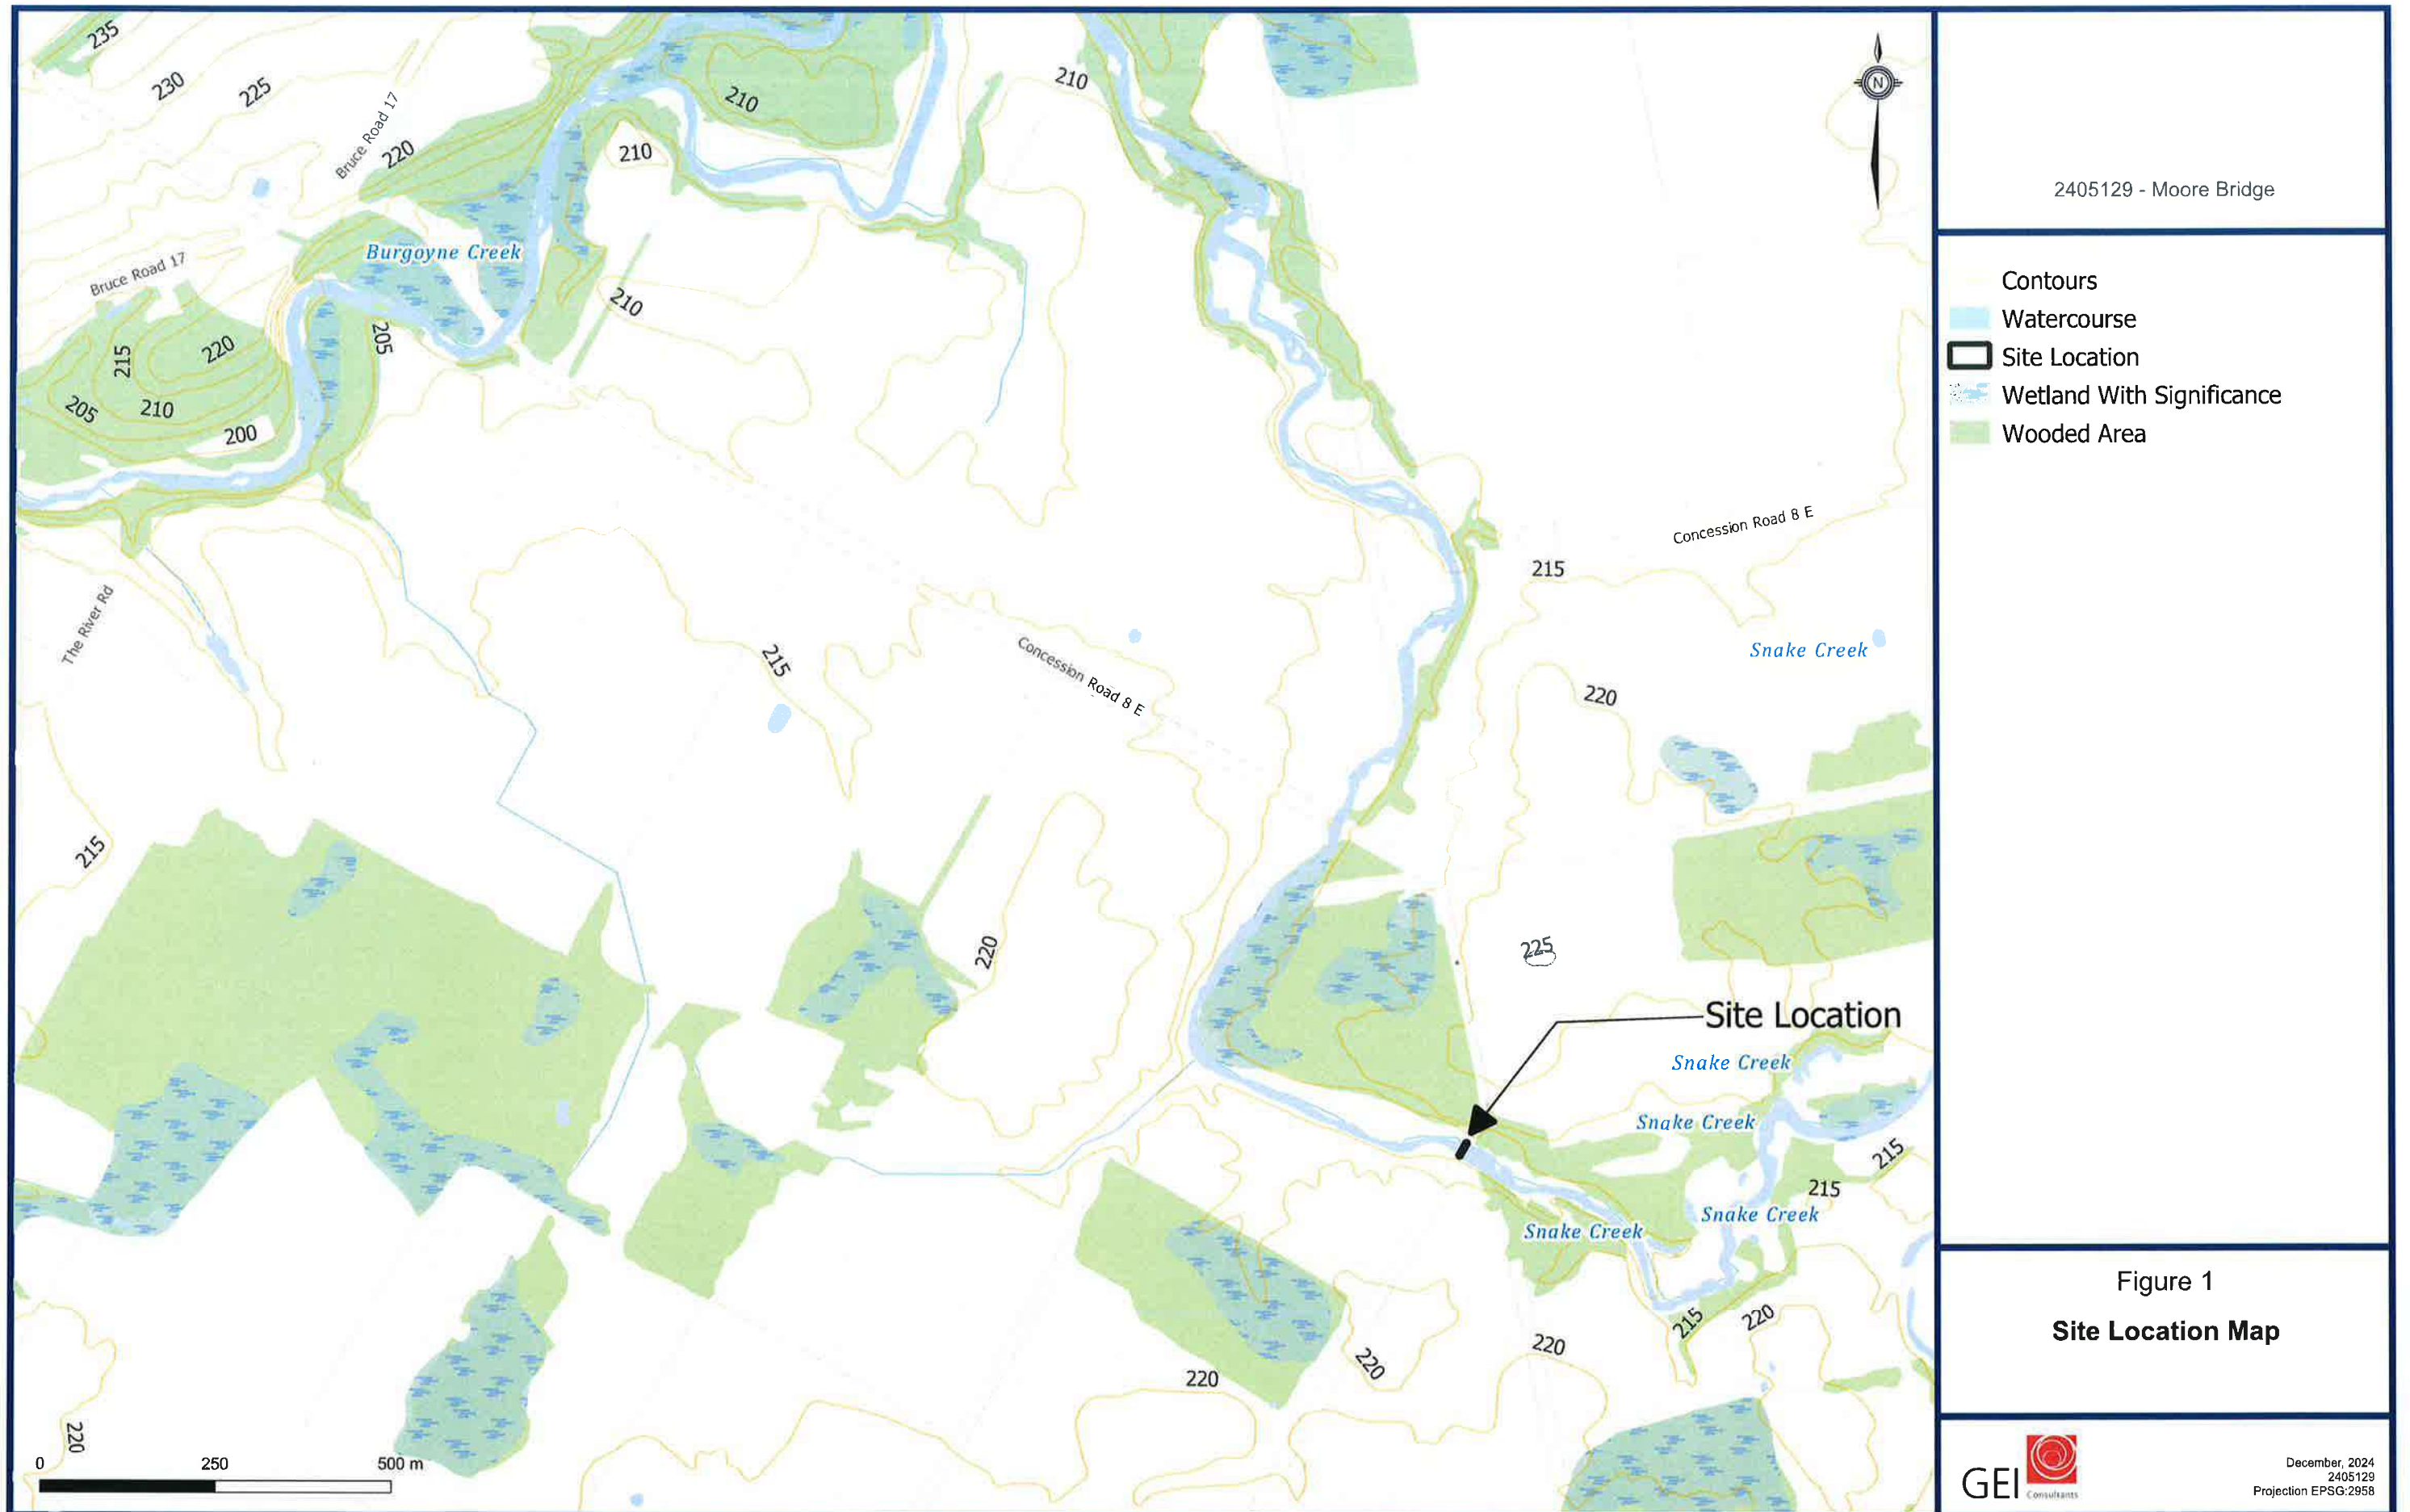 235
230
225
Bruce Road 17
220
210
210
210
2405129 - Moore Bridge
N
Burgoyne Creek
Bruce Road 17
210
205
215
220
205
210
200
Contours
Watercourse
Site Location
Wetland With Significance
Wooded Area
Concession Road 8 E
215
The River Rd
215
Concession Road 8 E
Snake Creek
220
215
220
225
Site Location
Snake Creek
Snake Creek
215
215
Snake Creek
Snake Creek
215
220
220
220
220
220
0 250 500 m
Figure 1
Site Location Map
GEI Consultants
December, 2024
2405129
Projection EPSG:2958